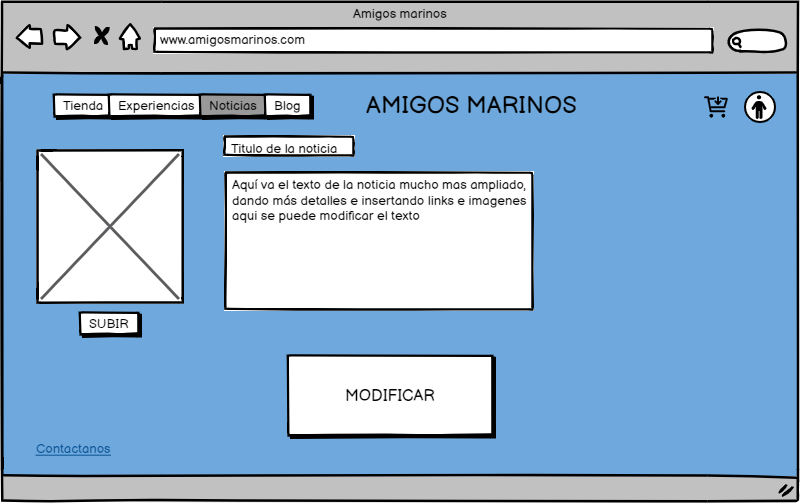 Amigos marinos
www.amigosmarinos.com
Tienda Experiencias Noticias Blog
AMIGOS MARINOS
Titulo de la noticia
Aquí va el texto de la noticia mucho mas ampliado,
dando más detalles e insertando links e imagenes
aqui se puede modificar el texto
SUBIR
MODIFICAR
Contactanos